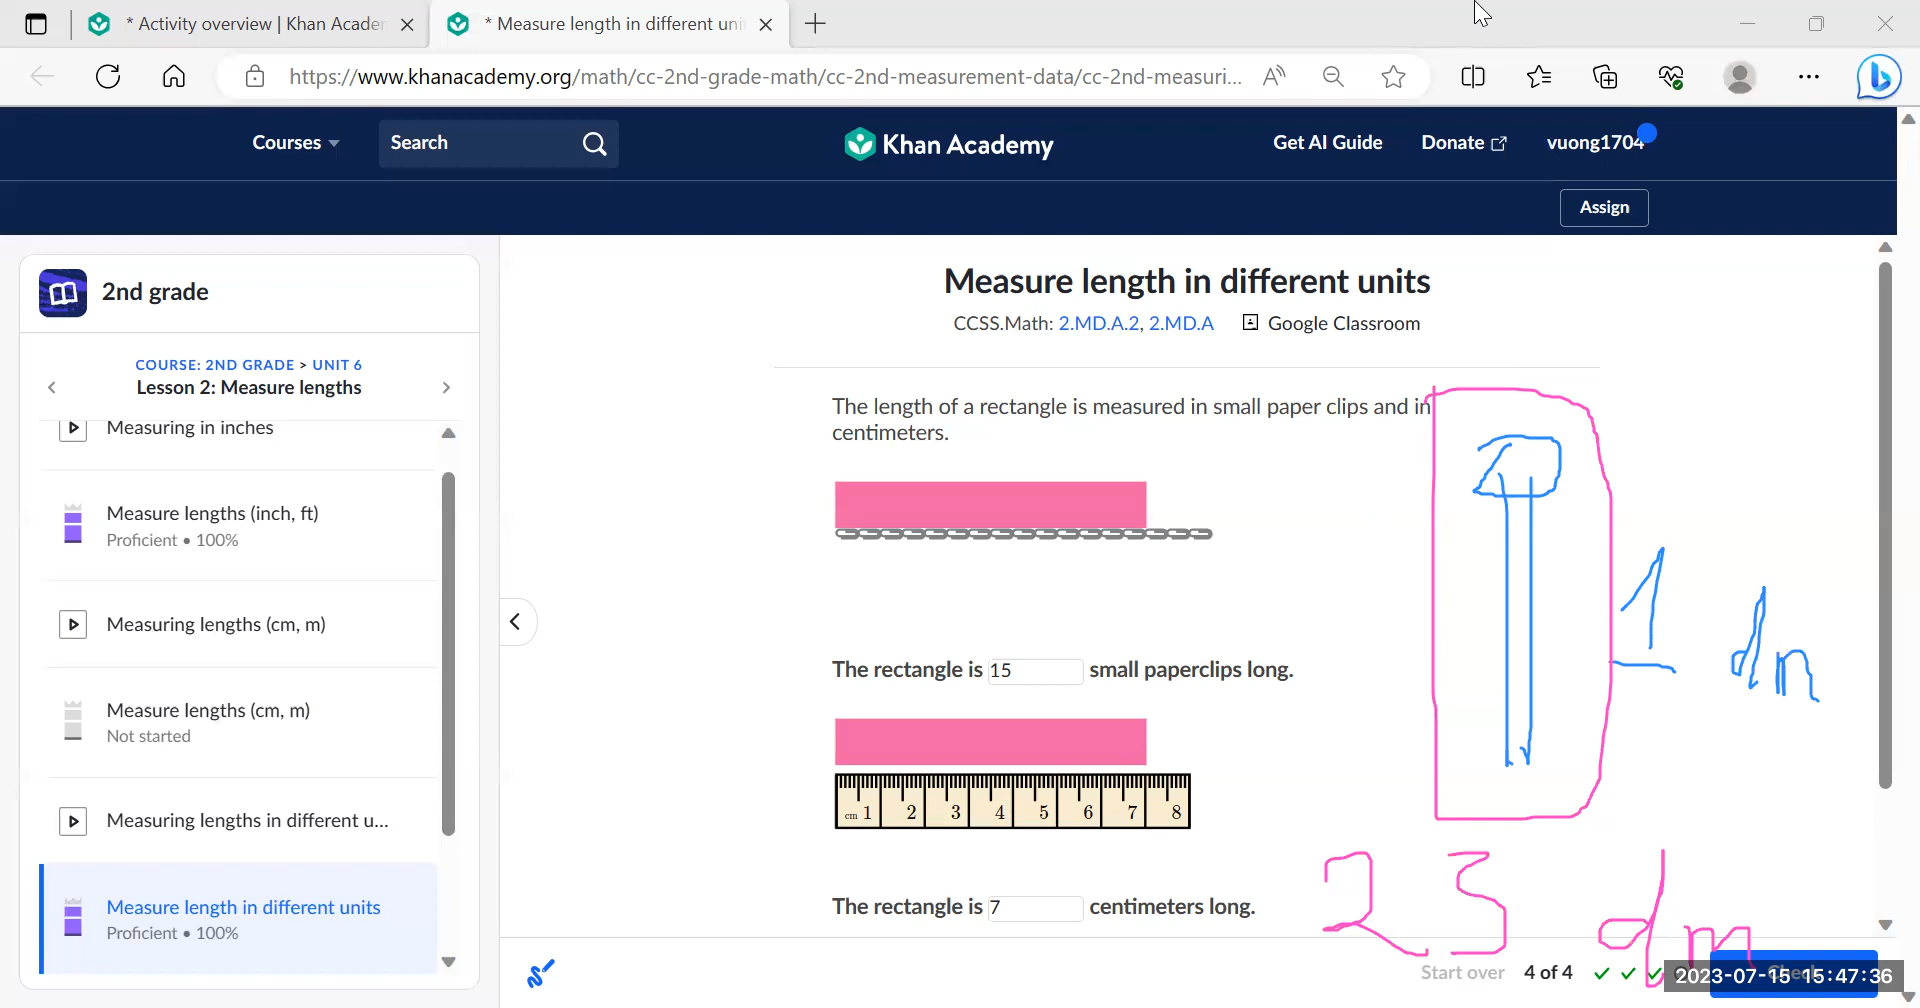 * Activity overview | Khan Academ
* Measure length in different uni
https://www.khanacademy.org/math/cc-2nd-grade-math/cc-2nd-measurement-data/cc-2nd-measuri...
Courses
Search
Khan Academy
Get AI Guide
Donate
vuong1704
Assign
2nd grade
COURSE: 2ND GRADE > UNIT 6
Lesson 2: Measure lengths
Measuring in inches
Measure lengths (inch, ft)
Proficient • 100%
Measuring lengths (cm, m)
Measure lengths (cm, m)
Not started
Measuring lengths in different u...
Measure length in different units
Proficient • 100%
Measure length in different units
CCSS.Math: 2.MD.A.2, 2.MD.A
Google Classroom
The length of a rectangle is measured in small paper clips and in
centimeters.
The rectangle is 15 small paperclips long.
cm 1 2 3 4 5 6 7 8
The rectangle is 7 centimeters long.
1 dm
23 dm
Start over
4 of 4
2023-07-15 15:47:36